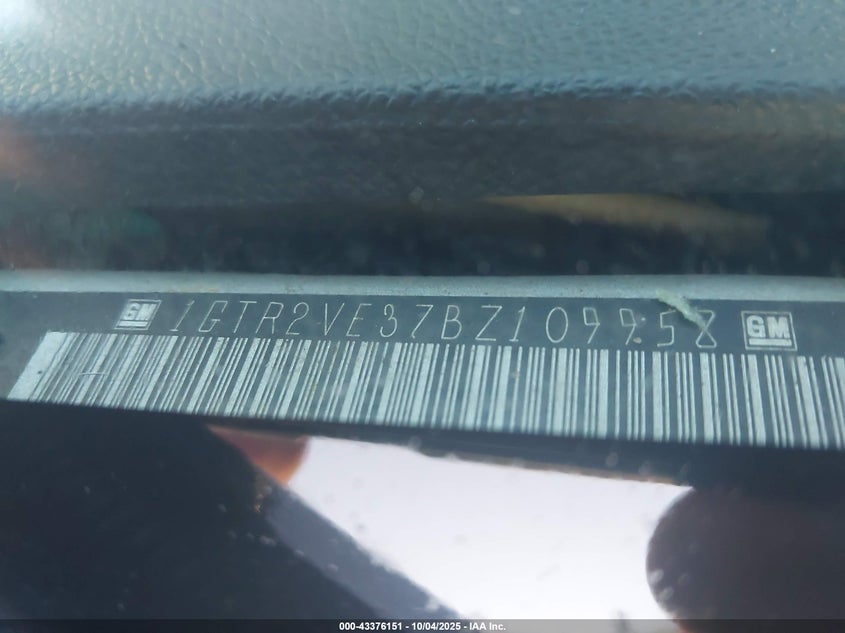 GM 1GTR2VE37BZ109958 GM
000-43376151 - 10/04/2025 - IAA Inc.